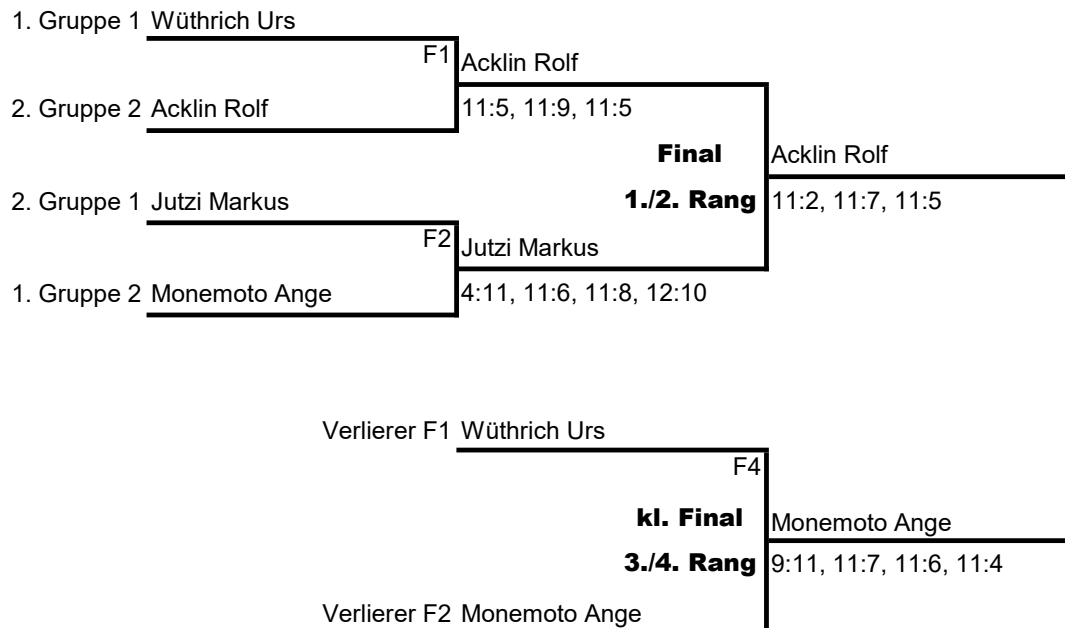 1. Gruppe 1 Wüthrich Urs
F1 Acklin Rolf
2. Gruppe 2 Acklin Rolf 11:5, 11:9, 11:5
Final Acklin Rolf
2. Gruppe 1 Jutzi Markus 1./2. Rang 11:2, 11:7, 11:5
F2 Jutzi Markus
1. Gruppe 2 Monemoto Ange 4:11, 11:6, 11:8, 12:10
Verlierer F1 Wüthrich Urs
F4
kl. Final Monemoto Ange
3./4. Rang 9:11, 11:7, 11:6, 11:4
Verlierer F2 Monemoto Ange